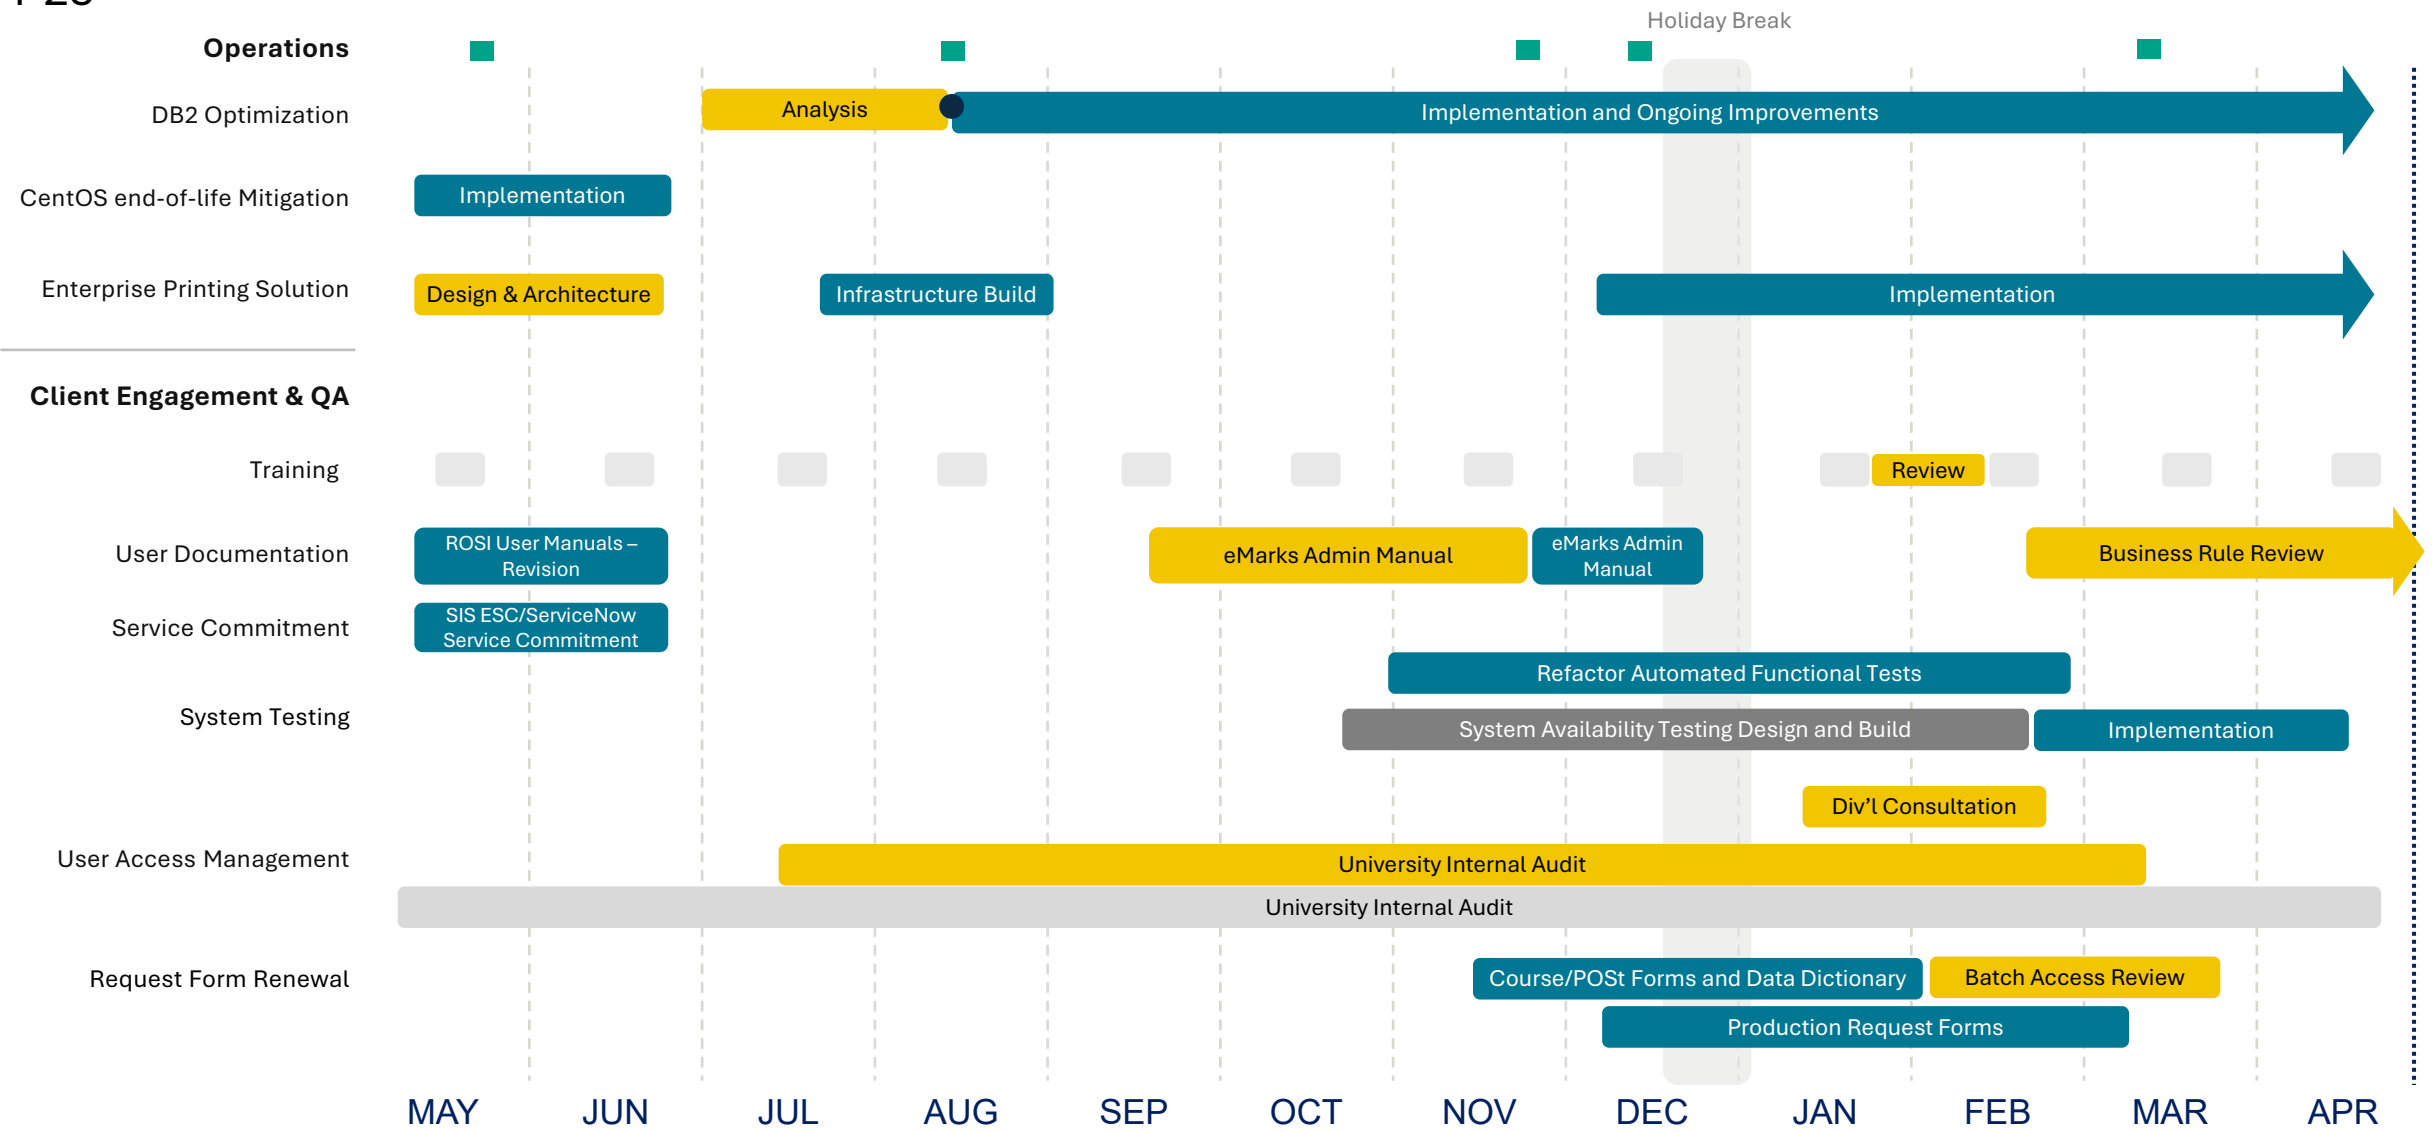 Holiday Break
Operations
DB2 Optimization
Analysis
Implementation and Ongoing Improvements
CentOS end-of-life Mitigation
Implementation
Enterprise Printing Solution
Design & Architecture
Infrastructure Build
Implementation
Client Engagement & QA
Training
Review
User Documentation
ROSI User Manuals –
Revision
eMarks Admin Manual
eMarks Admin
Manual
Business Rule Review
Service Commitment
SIS ESC/ServiceNow
Service Commitment
Refactor Automated Functional Tests
System Testing
System Availability Testing Design and Build
Implementation
Div’l Consultation
User Access Management
University Internal Audit
University Internal Audit
Request Form Renewal
Course/POSt Forms and Data Dictionary
Batch Access Review
Production Request Forms
MAY JUN JUL AUG SEP OCT NOV DEC JAN FEB MAR APR